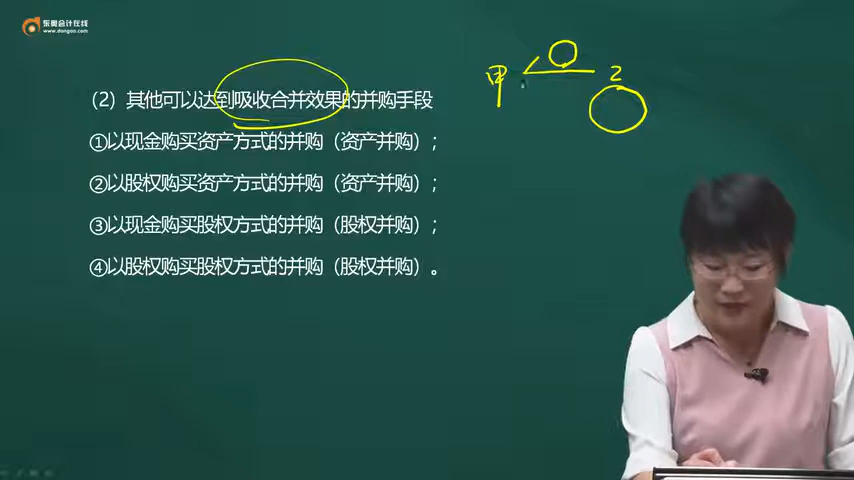 东奥会计在线
www.dongao.com
甲 乙
（2）其他可以达到吸收合并效果的并购手段
①以现金购买资产方式的并购（资产并购）；
②以股权购买资产方式的并购（资产并购）；
③以现金购买股权方式的并购（股权并购）；
④以股权购买股权方式的并购（股权并购）。